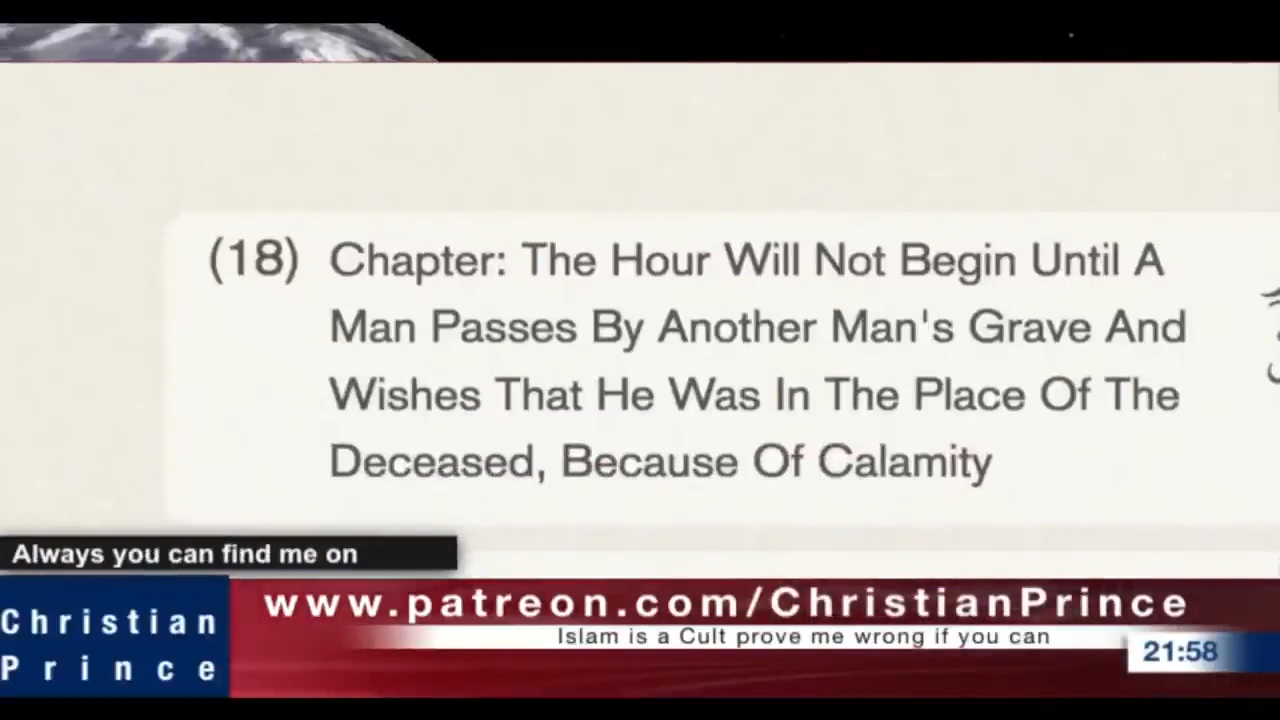 (18) Chapter: The Hour Will Not Begin Until A
Man Passes By Another Man's Grave And
Wishes That He Was In The Place Of The
Deceased, Because Of Calamity
Always you can find me on
Christian
Prince
www.patreon.com/ChristianPrince
Islam is a Cult prove me wrong if you can
21:58